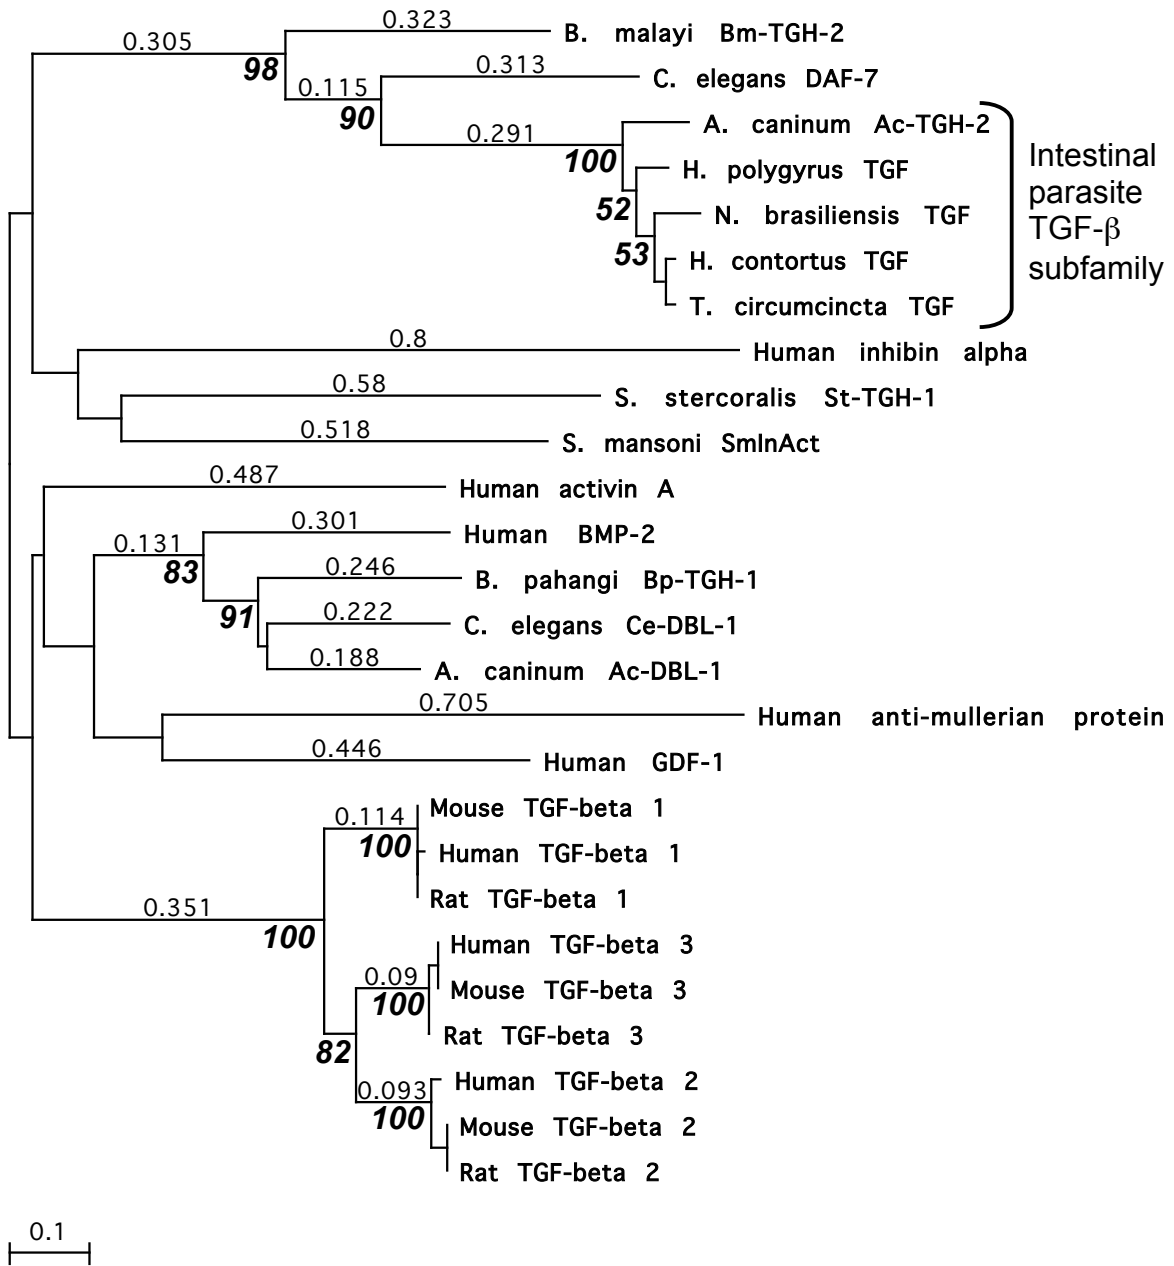 0.323
B. malayi Bm-TGH-2
0.305
98
0.313
C. elegans DAF-7
0.115
90
A. caninum Ac-TGH-2
0.291
100
H. polygyrus TGF
52
N. brasiliensis TGF
53
H. contortus TGF
T. circumcincta TGF
Intestinal
parasite
TGF-β
subfamily
0.8
Human inhibin alpha
0.58
S. stercoralis St-TGH-1
0.518
S. mansoni SmInAct
0.487
Human activin A
0.301
Human BMP-2
0.131
83
0.246
B. pahangi Bp-TGH-1
91
0.222
C. elegans Ce-DBL-1
0.188
A. caninum Ac-DBL-1
0.705
Human anti-mullerian protein
0.446
Human GDF-1
Mouse TGF-beta 1
0.114
100
Human TGF-beta 1
Rat TGF-beta 1
0.351
100
Human TGF-beta 3
0.09
100
Mouse TGF-beta 3
Rat TGF-beta 3
82
Human TGF-beta 2
0.093
100
Mouse TGF-beta 2
Rat TGF-beta 2
0.1